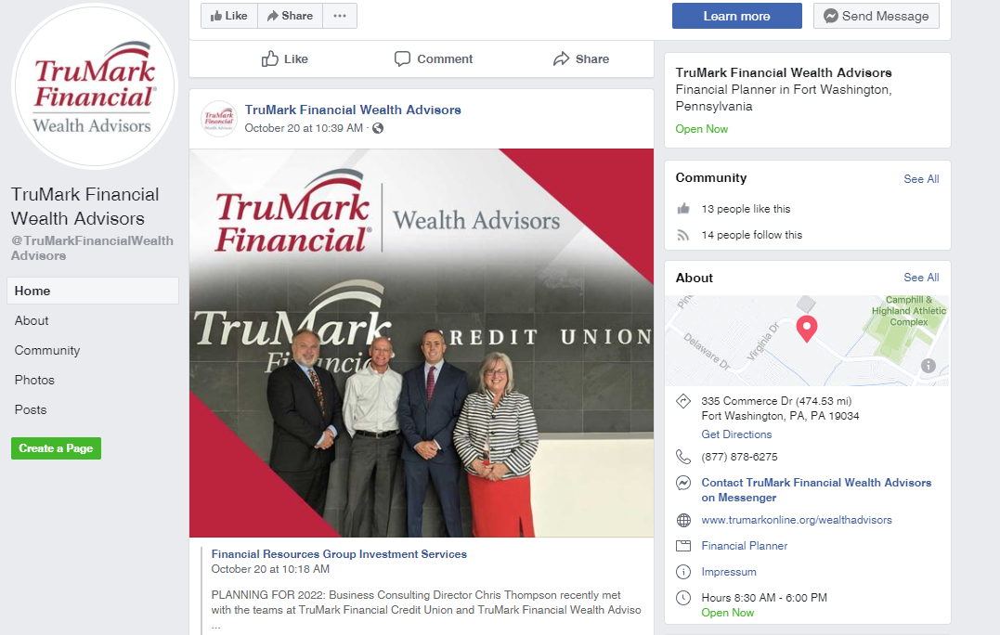 TruMark
Financial®
Wealth Advisors
TruMark Financial
Wealth Advisors
@TruMarkFinancialWealth
Advisors
Home
About
Community
Photos
Posts
Create a Page
Like
Share
Like
Comment
Share
TruMark Financial Wealth Advisors
October 20 at 10:39 AM ·
TruMark
Financial
TruMark
Financial®
Wealth Advisors
TruMark
Financial
CREDIT UNION
Financial Resources Group Investment Services
October 20 at 10:18 AM
PLANNING FOR 2022: Business Consulting Director Chris Thompson recently met
with the teams at TruMark Financial Credit Union and TruMark Financial Wealth Adviso
...
Learn more
Send Message
TruMark Financial Wealth Advisors
Financial Planner in Fort Washington,
Pennsylvania
Open Now
Community
See All
13 people like this
14 people follow this
About
See All
Camphill &
Highland Athletic
Complex
Virginia Dr
Delaware Dr
335 Commerce Dr (474.53 mi)
Fort Washington, PA, PA 19034
Get Directions
(877) 878-6275
Contact TruMark Financial Wealth Advisors
on Messenger
www.trumarkonline.org/wealthadvisors
Financial Planner
Impressum
Hours 8:30 AM - 6:00 PM
Open Now